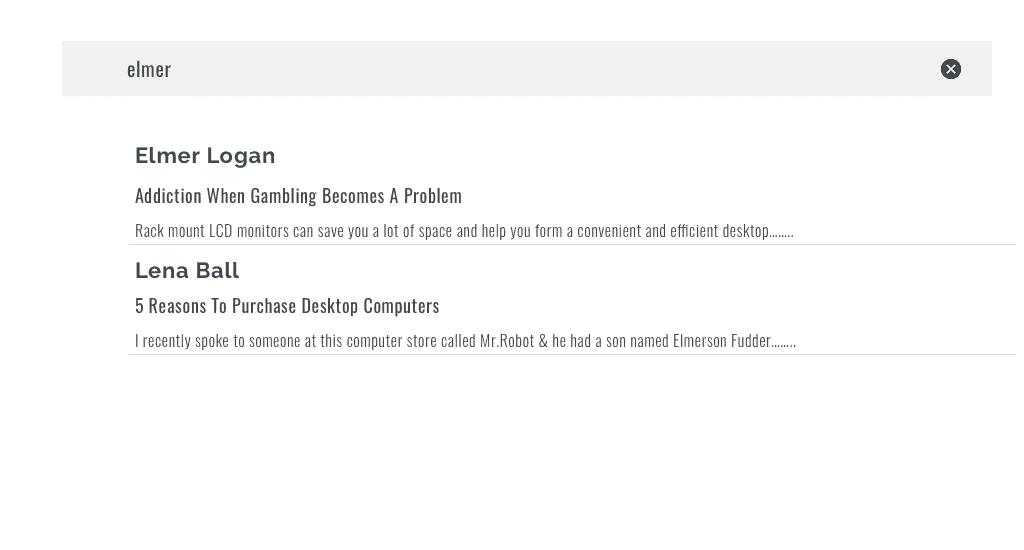 elmer
Elmer Logan
Addiction When Gambling Becomes A Problem
Rack mount LCD monitors can save you a lot of space and help you form a convenient and efficient desktop........
Lena Ball
5 Reasons To Purchase Desktop Computers
I recently spoke to someone at this computer store called Mr.Robot & he had a son named Elmerson Fudder........